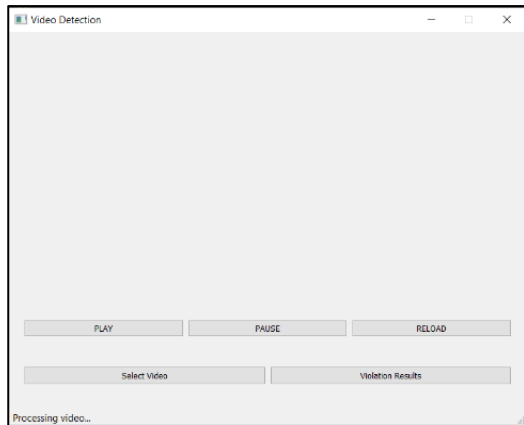 Video Detection
PLAY PAUSE RELOAD
Select Video Violation Results
Processing video...